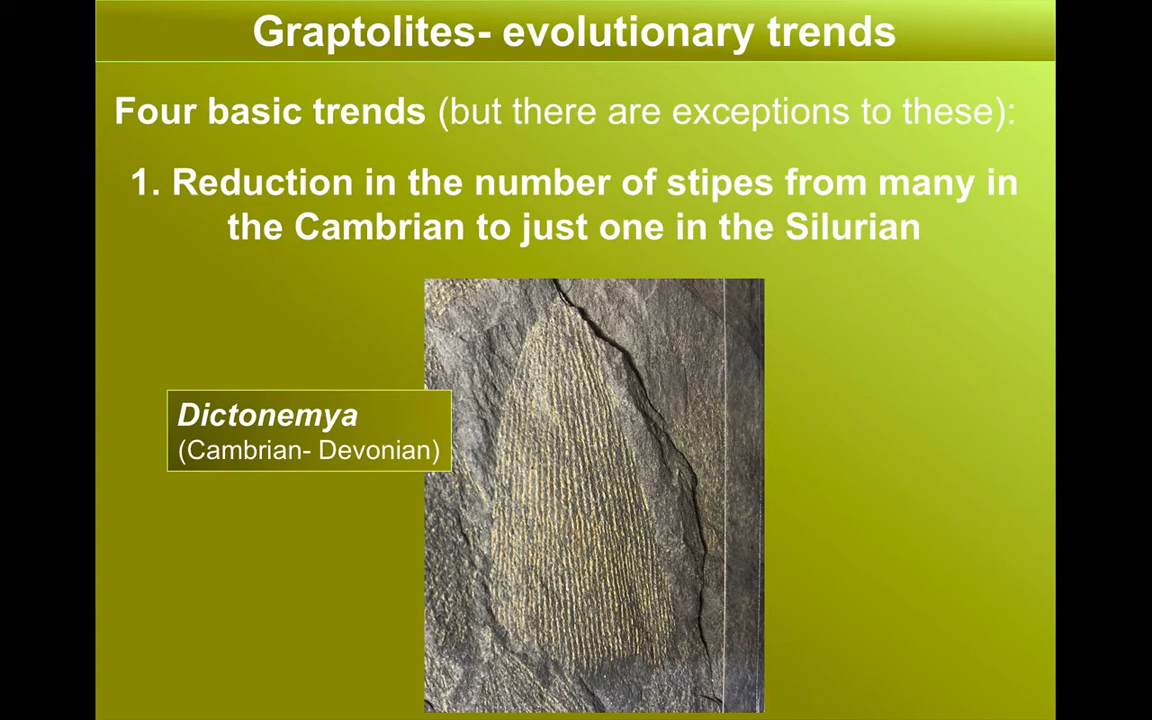 Graptolites- evolutionary trends
Four basic trends (but there are exceptions to these):
1. Reduction in the number of stipes from many in
the Cambrian to just one in the Silurian
Dictonemya
(Cambrian- Devonian)